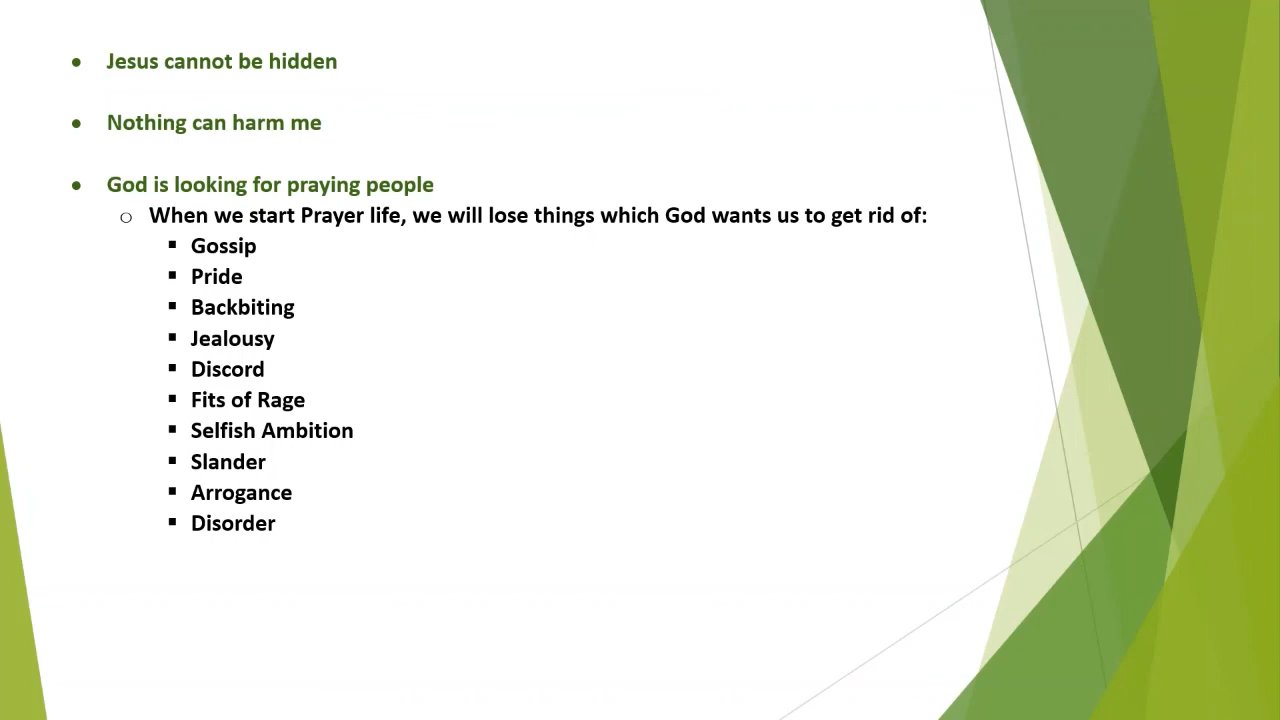 • Jesus cannot be hidden
• Nothing can harm me
• God is looking for praying people
○ When we start Prayer life, we will lose things which God wants us to get rid of:
▪ Gossip
▪ Pride
▪ Backbiting
▪ Jealousy
▪ Discord
▪ Fits of Rage
▪ Selfish Ambition
▪ Slander
▪ Arrogance
▪ Disorder